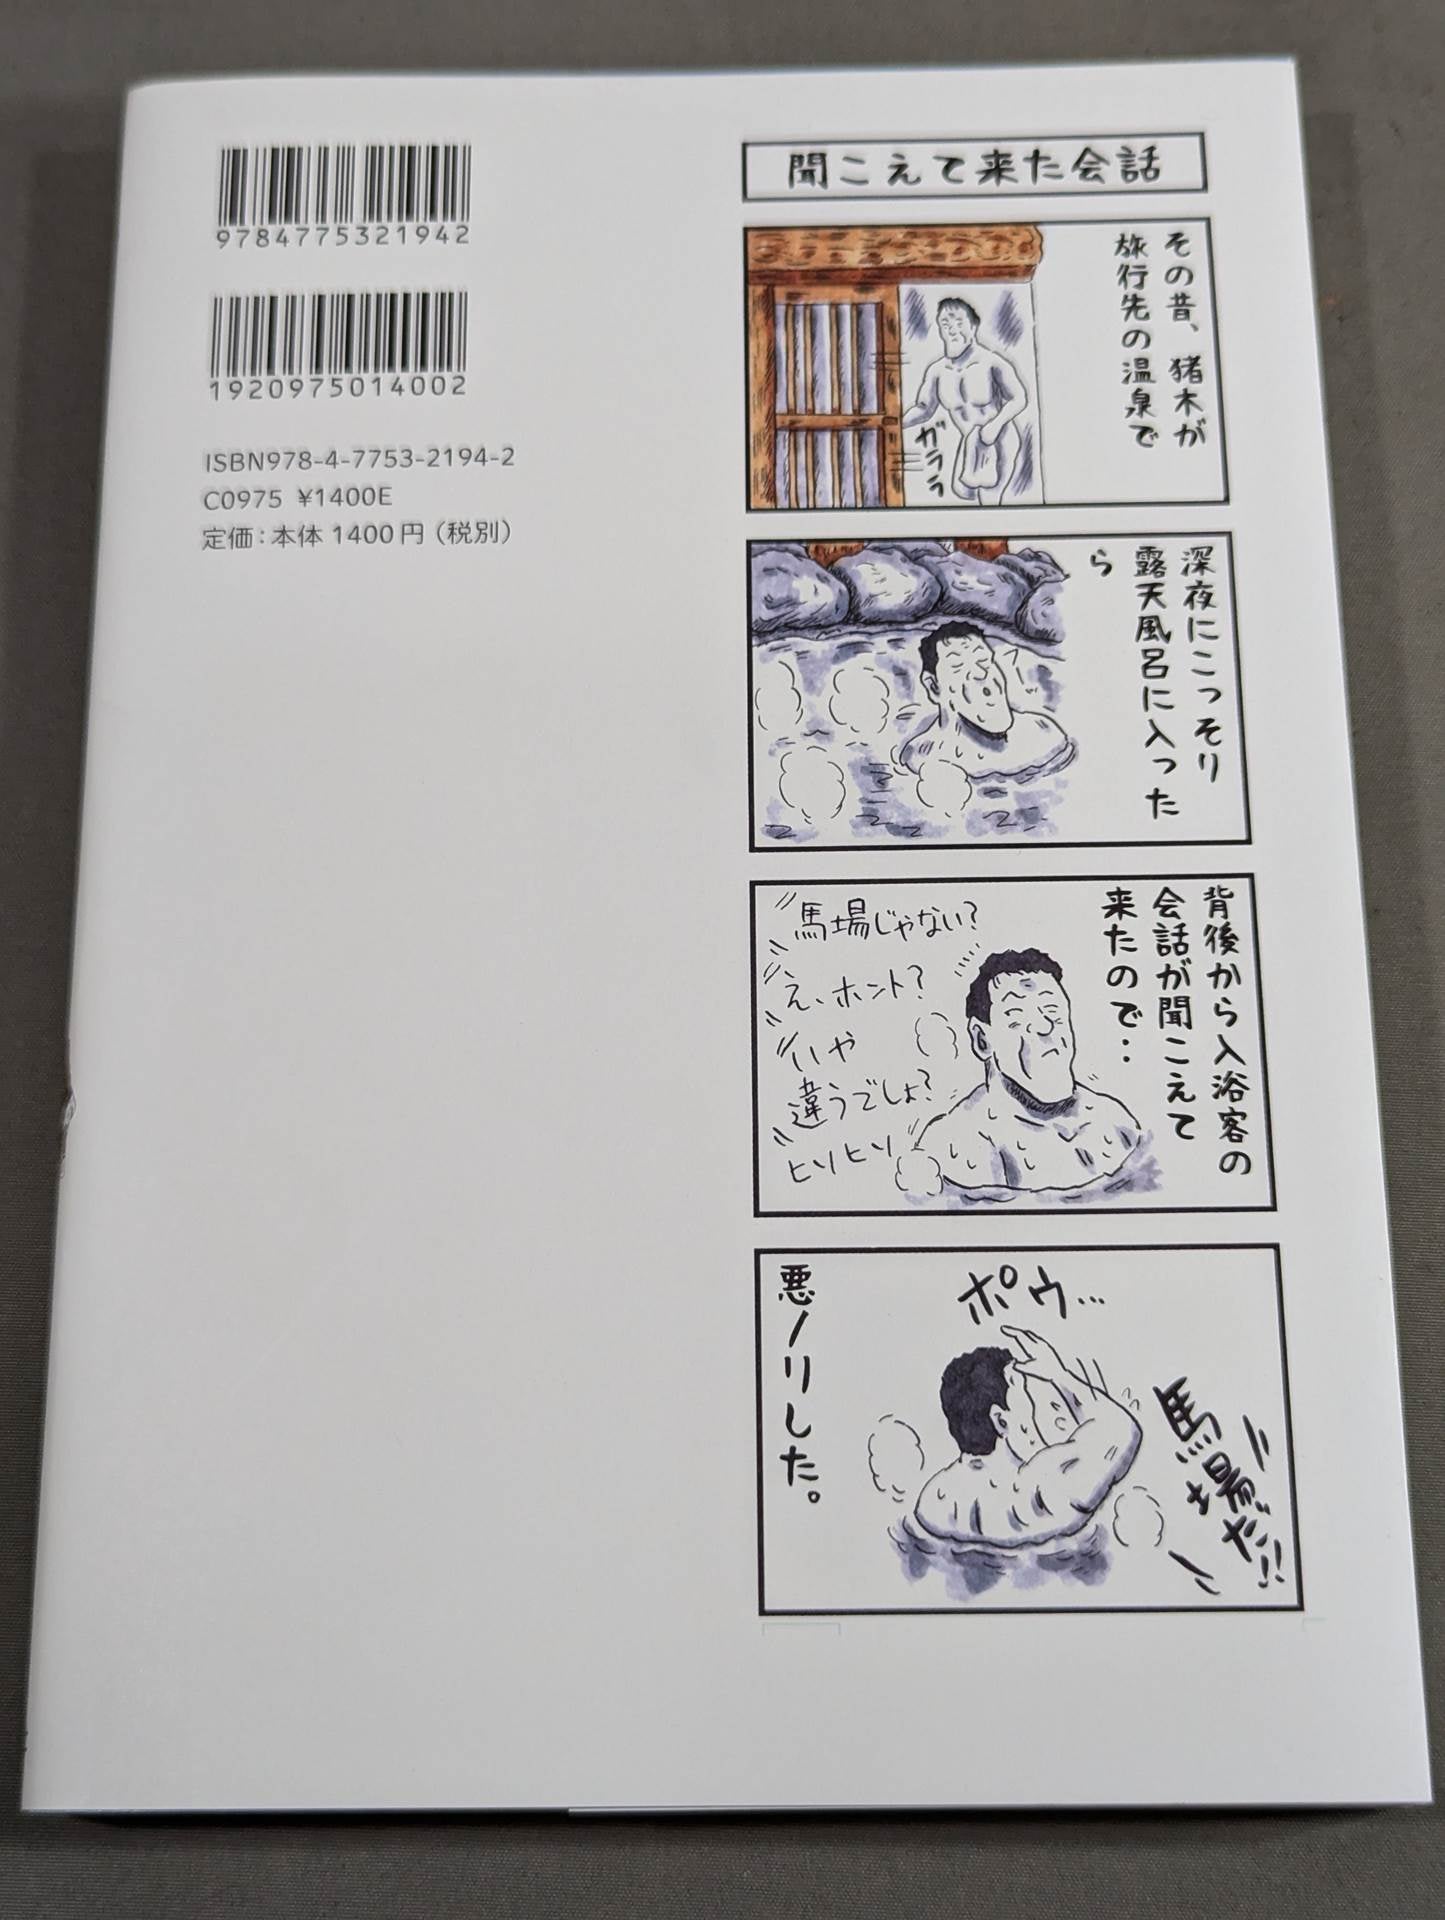 9784775321942
1920975014002
ISBN978-4-7753-2194-2
C0975 ¥1400E
定価：本体1400円（税別）
聞こえて来た会話
その昔、猪木が
旅行先の温泉で
ガララ
深夜にこっそり
露天風呂に入った
ら
背後から入浴客の
会話が聞こえて
来たので‥
馬場じゃない?
え、ホント?
いや
違うでしょ?
ヒソヒソ
ポウ…
馬場だ!!
悪ノリした。